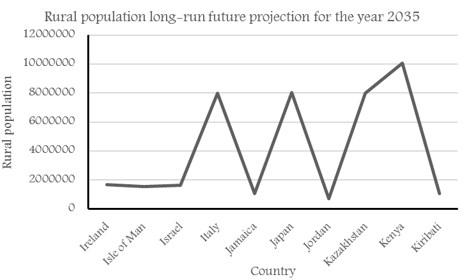 Rural population long-run future projection for the year 2035
12000000
10000000
8000000
6000000
4000000
2000000
0
Rural population
Ireland
Isle of Man
Israel
Italy
Jamaica
Japan
Jordan
Kazakhstan
Kenya
Kiribati
Country